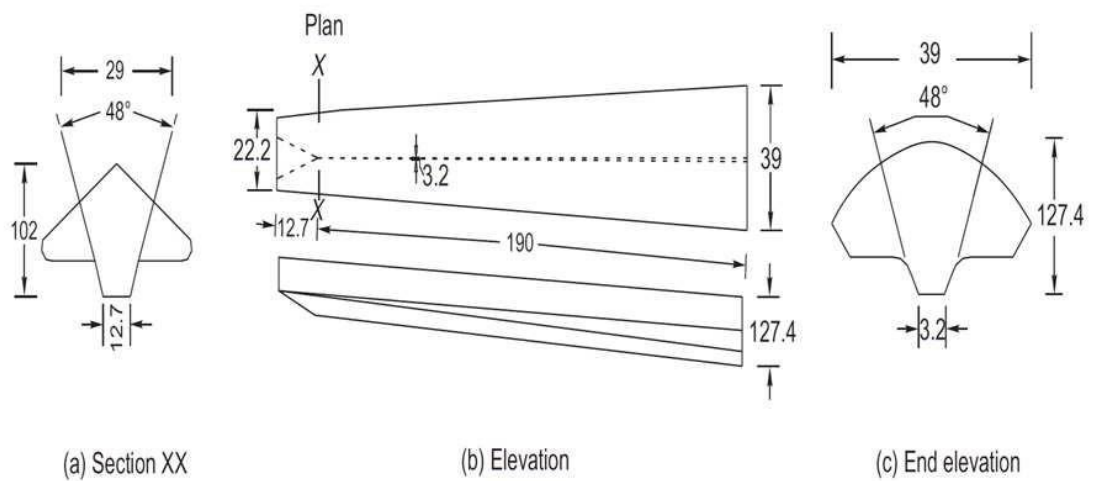 Plan
X
29
48°
102
12.7
(a) Section XX
22.2
3.2
39
X
12.7
190
127.4
(b) Elevation
39
48°
127.4
3.2
(c) End elevation